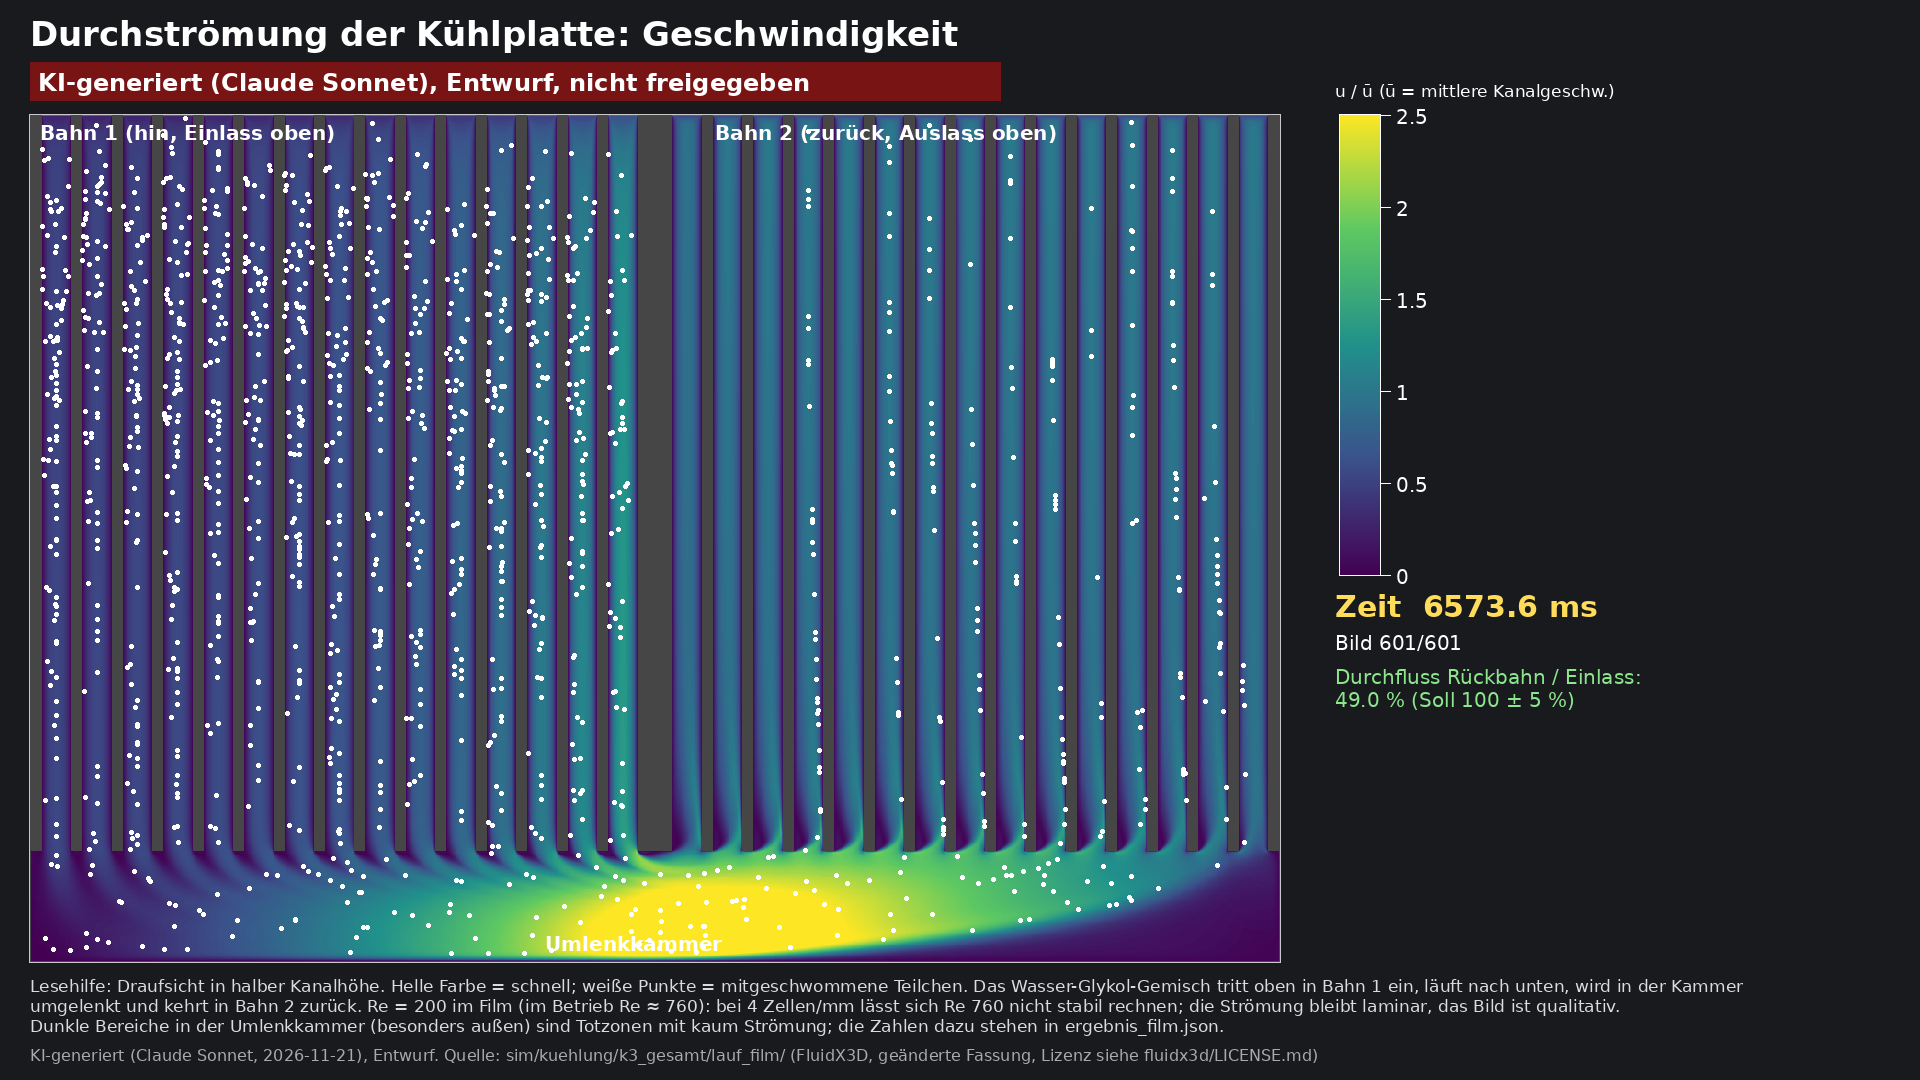 Durchströmung der Kühlplatte: Geschwindigkeit
KI-generiert (Claude Sonnet), Entwurf, nicht freigegeben
Bahn 1 (hin, Einlass oben)
Bahn 2 (zurück, Auslass oben)
Umlenkkammer
u / ū (ū = mittlere Kanalgeschw.)
2.5
2
1.5
1
0.5
0
Zeit 6573.6 ms
Bild 601/601
Durchfluss Rückbahn / Einlass:
49.0 % (Soll 100 ± 5 %)
Lesehilfe: Draufsicht in halber Kanalhöhe. Helle Farbe = schnell; weiße Punkte = mitgeschwommene Teilchen. Das Wasser-Glykol-Gemisch tritt oben in Bahn 1 ein, läuft nach unten, wird in der Kammer
umgelenkt und kehrt in Bahn 2 zurück. Re = 200 im Film (im Betrieb Re ≈ 760): bei 4 Zellen/mm lässt sich Re 760 nicht stabil rechnen; die Strömung bleibt laminar, das Bild ist qualitativ.
Dunkle Bereiche in der Umlenkkammer (besonders außen) sind Totzonen mit kaum Strömung; die Zahlen dazu stehen in ergebnis_film.json.
KI-generiert (Claude Sonnet, 2026-11-21), Entwurf. Quelle: sim/kuehlung/k3_gesamt/lauf_film/ (FluidX3D, geänderte Fassung, Lizenz siehe fluidx3d/LICENSE.md)